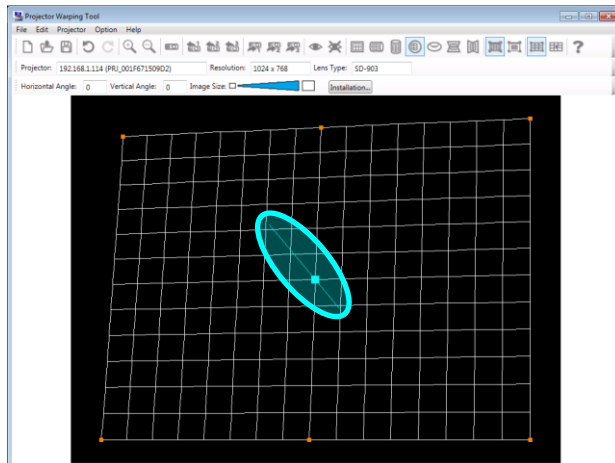 Projector Warping Tool
File Edit Projector Option Help
Projector: 192.168.1.114 (PRJ_001F671509D2) Resolution: 1024 x 768 Lens Type: SD-903
Horizontal Angle: 0 Vertical Angle: 0 Image Size: Installation...